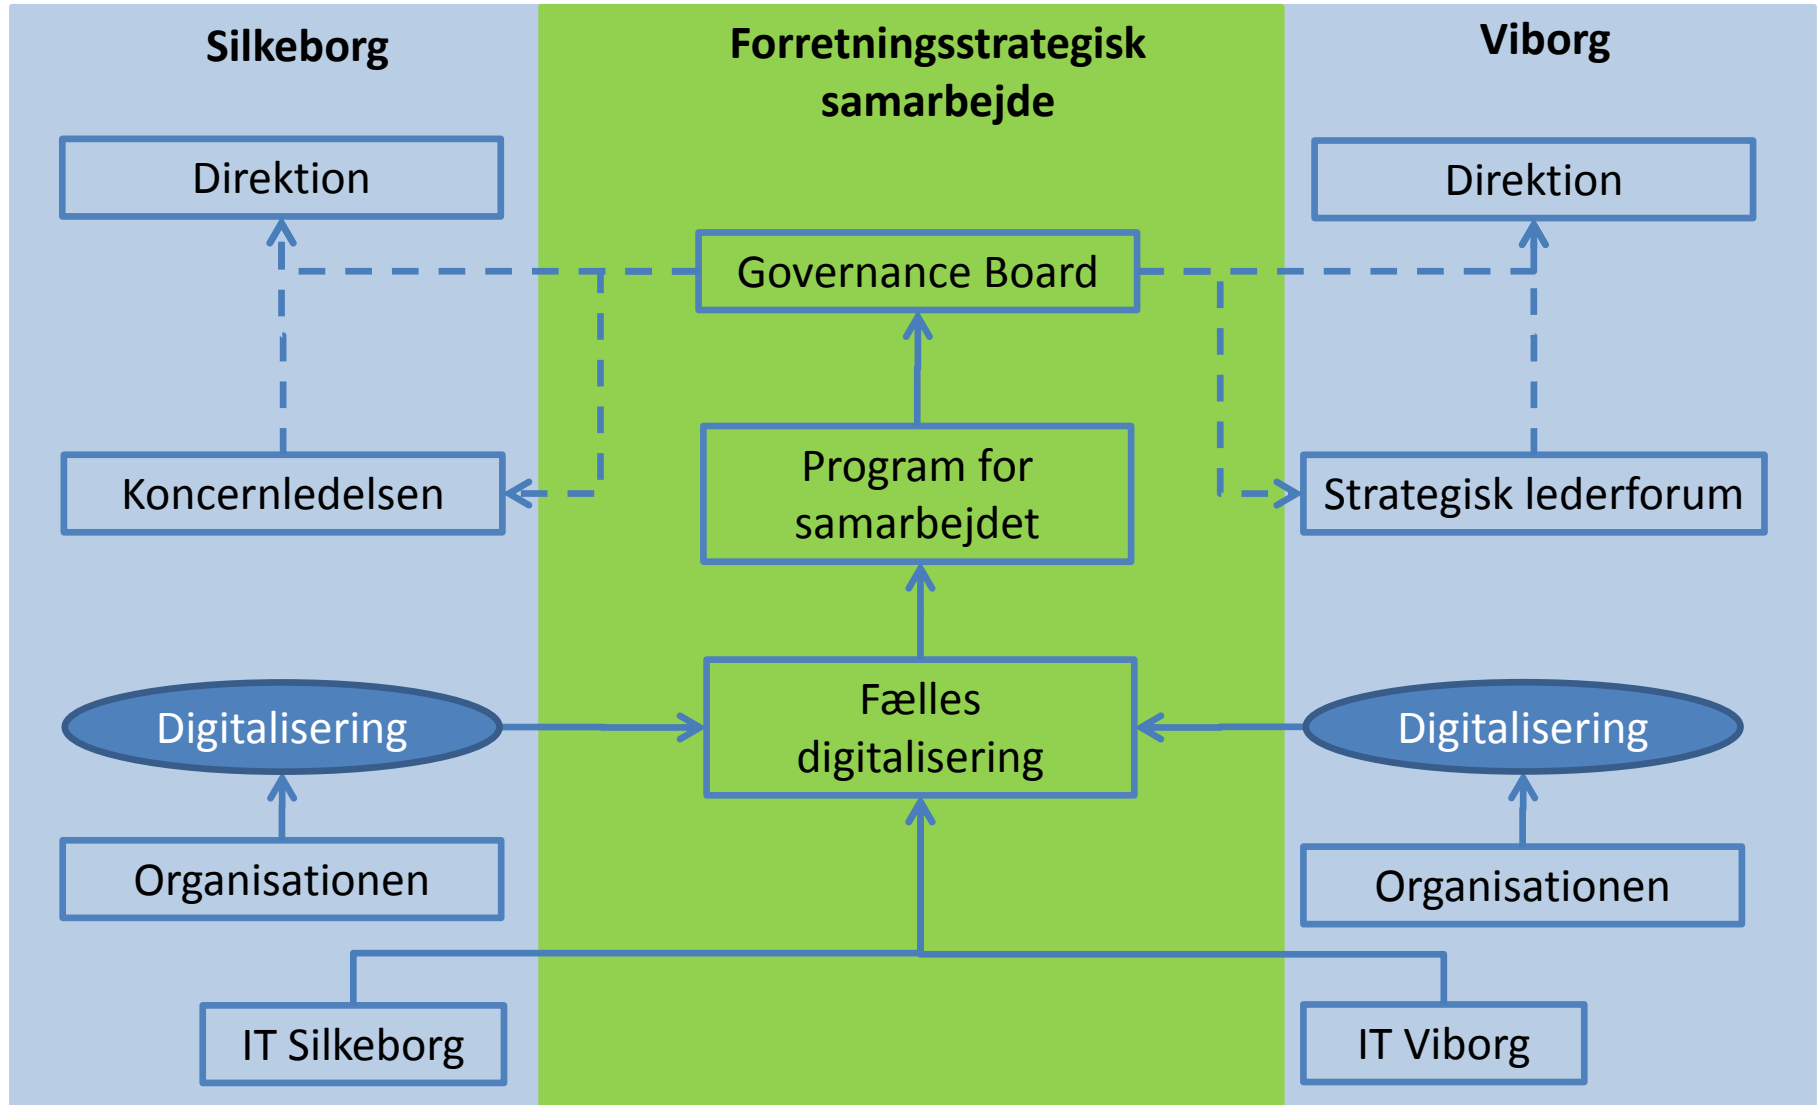 Silkeborg
Forretningsstrategisk
samarbejde
Viborg
Direktion
Direktion
Governance Board
Koncernledelsen
Program for
samarbejdet
Strategisk lederforum
Digitalisering
Fælles
digitalisering
Digitalisering
Organisationen
Organisationen
IT Silkeborg
IT Viborg